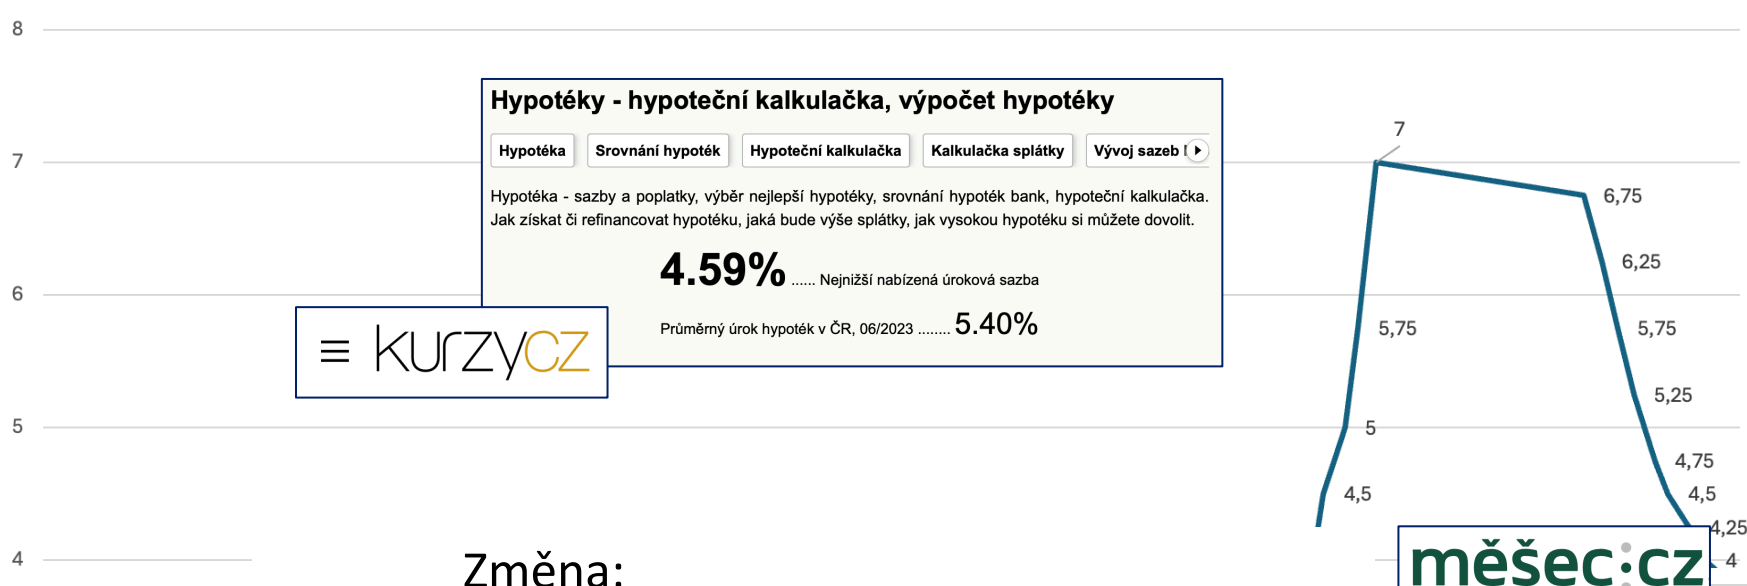 8
Hypotéky - hypoteční kalkulačka, výpočet hypotéky
Hypotéka Srovnání hypoték Hypoteční kalkulačka Kalkulačka splátky Vývoj sazeb
7
7
Hypotéka - sazby a poplatky, výběr nejlepší hypotéky, srovnání hypoték bank, hypoteční kalkulačka.
6,75
Jak získat či refinancovat hypotéku, jaká bude výše splátky, jak vysokou hypotéku si můžete dovolit.
4.59% ...... Nejnižší nabízená úroková sazba
6,25
6
Průměrný úrok hypoték v ČR, 06/2023 ........ 5.40%
5,75
5,75
kurzycz
5,25
5
5
4,75
4,5
4,5
4,25
4
Změna:
měšec:cz
4